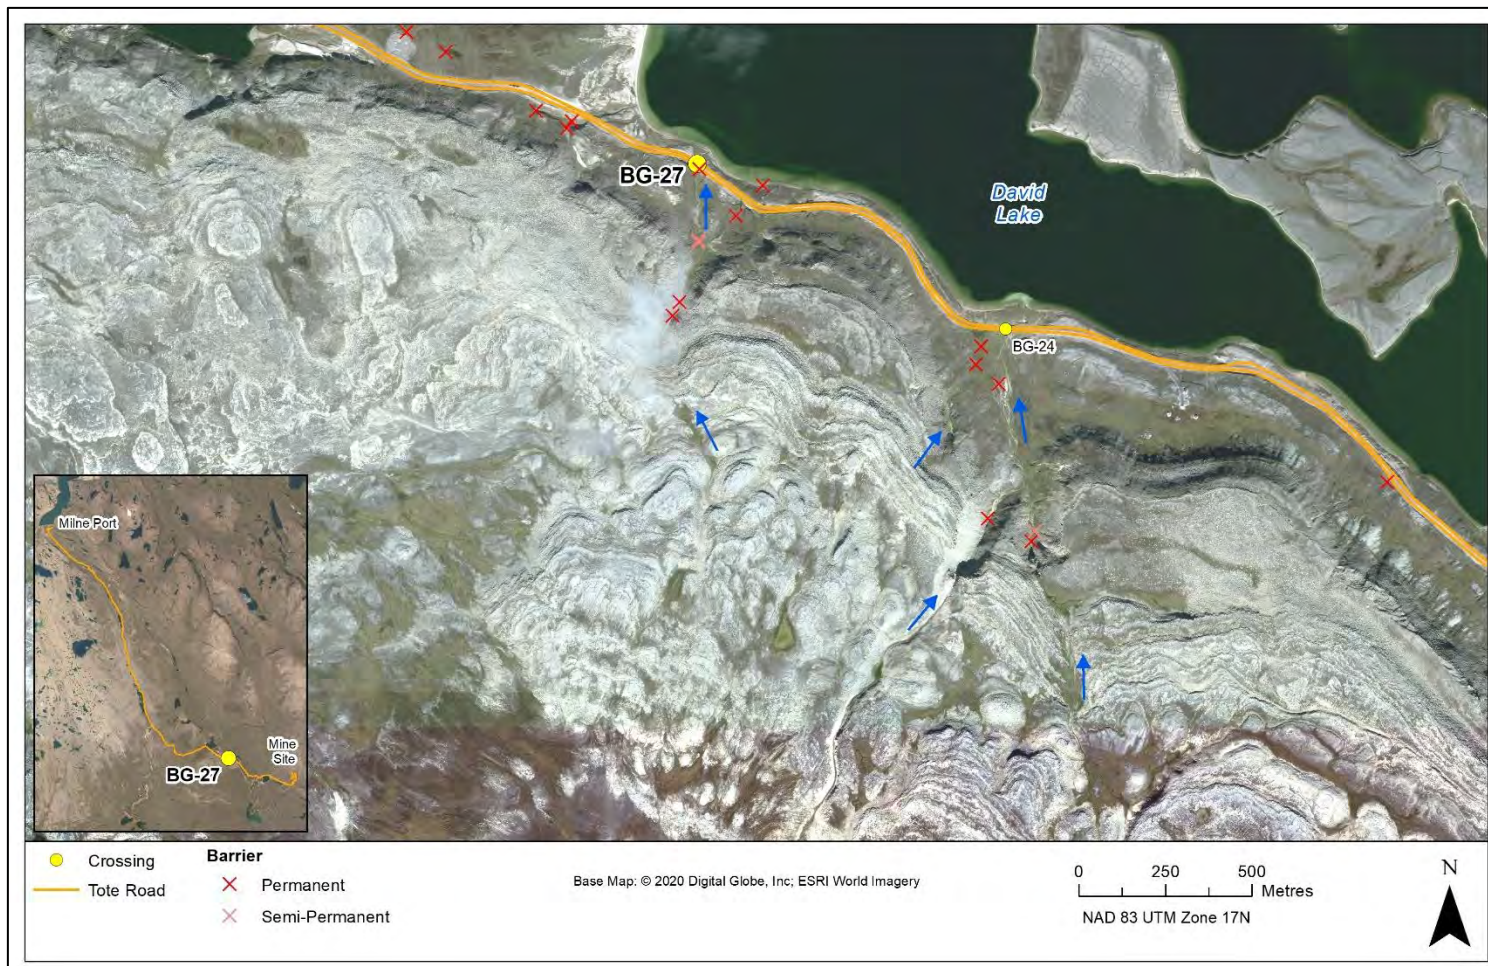 BG-27
David
Lake
BG-24
Milne Port
Mine
Site
BG-27
Crossing
Tote Road
Barrier
Permanent
Semi-Permanent
Base Map: © 2020 Digital Globe, Inc; ESRI World Imagery
0 250 500
Metres
NAD 83 UTM Zone 17N
N